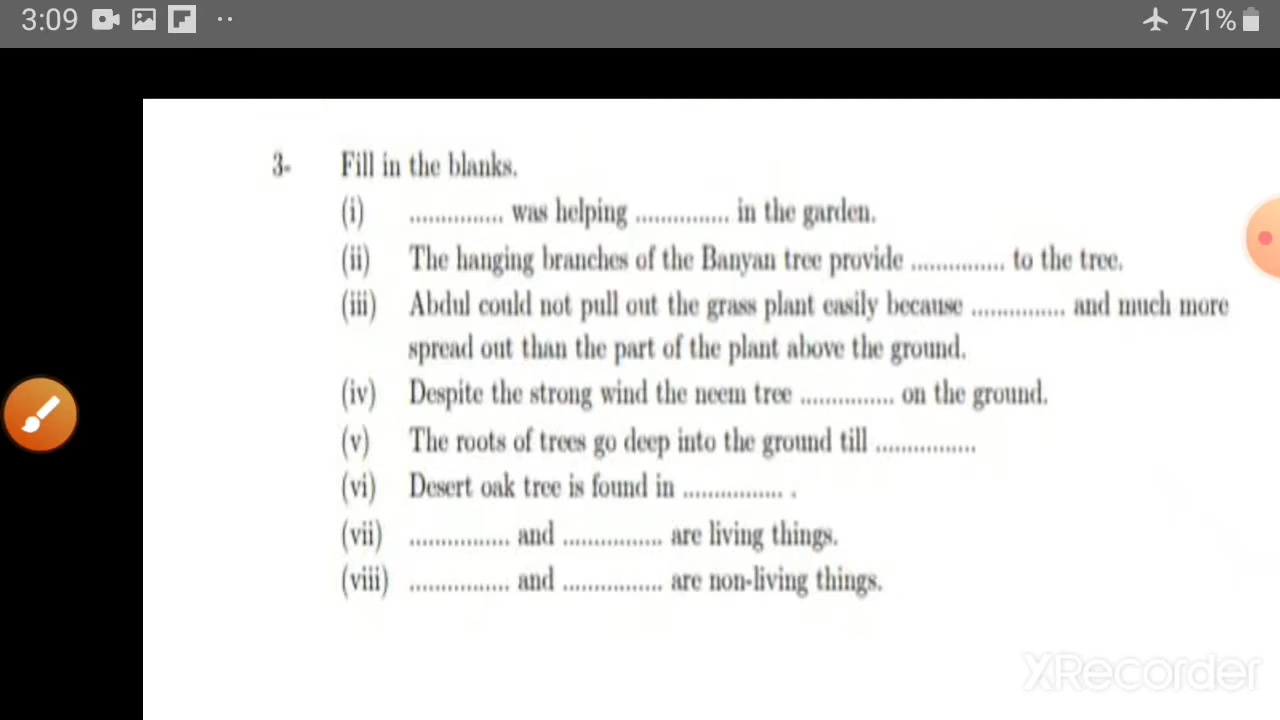 3:09 71%
3- Fill in the blanks.
(i) ............... was helping ............... in the garden.
(ii) The hanging branches of the Banyan tree provide ............... to the tree.
(iii) Abdul could not pull out the grass plant easily because ............... and much more
spread out than the part of the plant above the ground.
(iv) Despite the strong wind the neem tree ............... on the ground.
(v) The roots of trees go deep into the ground till ................
(vi) Desert oak tree is found in ................ .
(vii) ................ and ................ are living things.
(viii) ................ and ................ are non-living things.
XRecorder